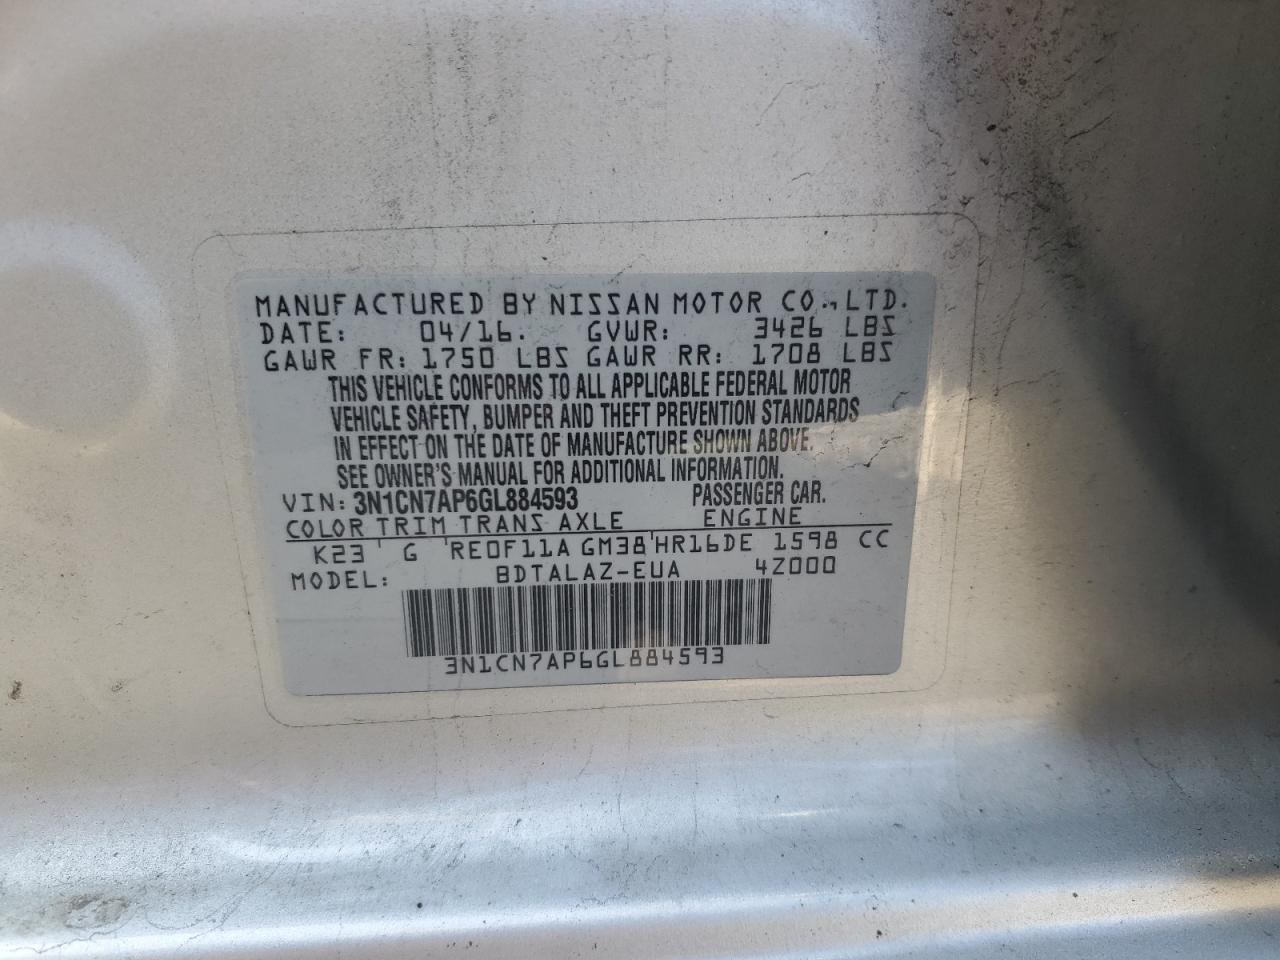 MANUFACTURED BY NISSAN MOTOR CO., LTD.
DATE: 04/16. GVWR: 3426 LBS
GAWR FR: 1750 LBS GAWR RR: 1708 LBS
THIS VEHICLE CONFORMS TO ALL APPLICABLE FEDERAL MOTOR
VEHICLE SAFETY, BUMPER AND THEFT PREVENTION STANDARDS
IN EFFECT ON THE DATE OF MANUFACTURE SHOWN ABOVE.
SEE OWNER'S MANUAL FOR ADDITIONAL INFORMATION.
VIN: 3N1CN7AP6GL884593 PASSENGER CAR.
COLOR TRIM TRANS AXLE ENGINE
K23 G RE0F11A GM38 HR16DE 1598 CC
MODEL: BDTALAZ-EUA 4Z000
3N1CN7AP6GL884593